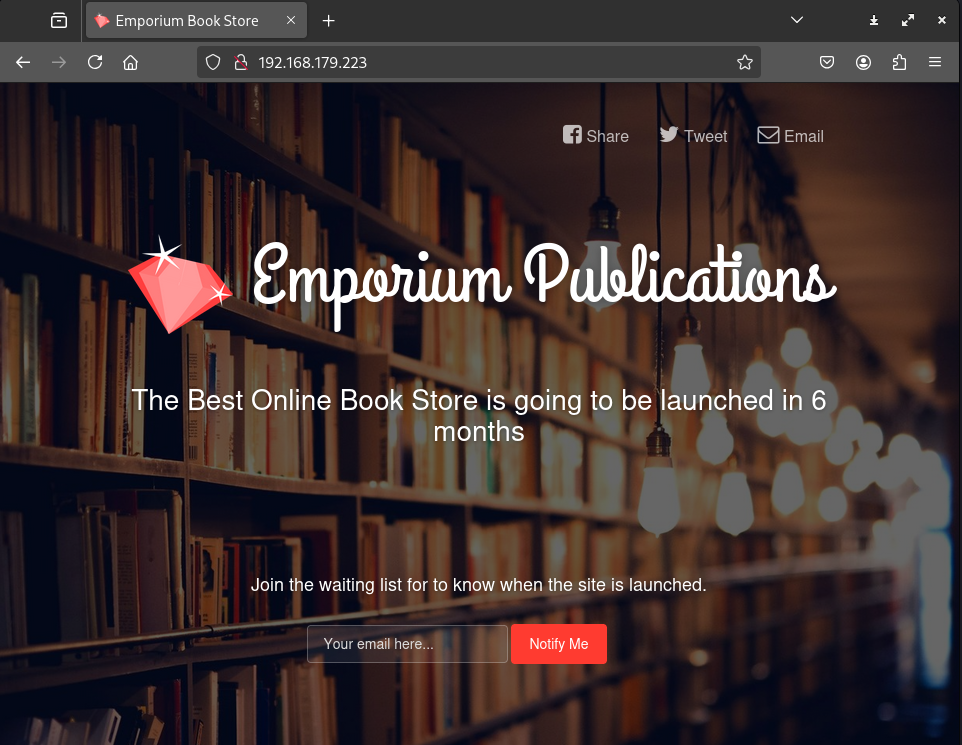 Emporium Book Store
192.168.179.223
Share Tweet Email
Emporium Publications
The Best Online Book Store is going to be launched in 6
months
Join the waiting list for to know when the site is launched.
Your email here... Notify Me